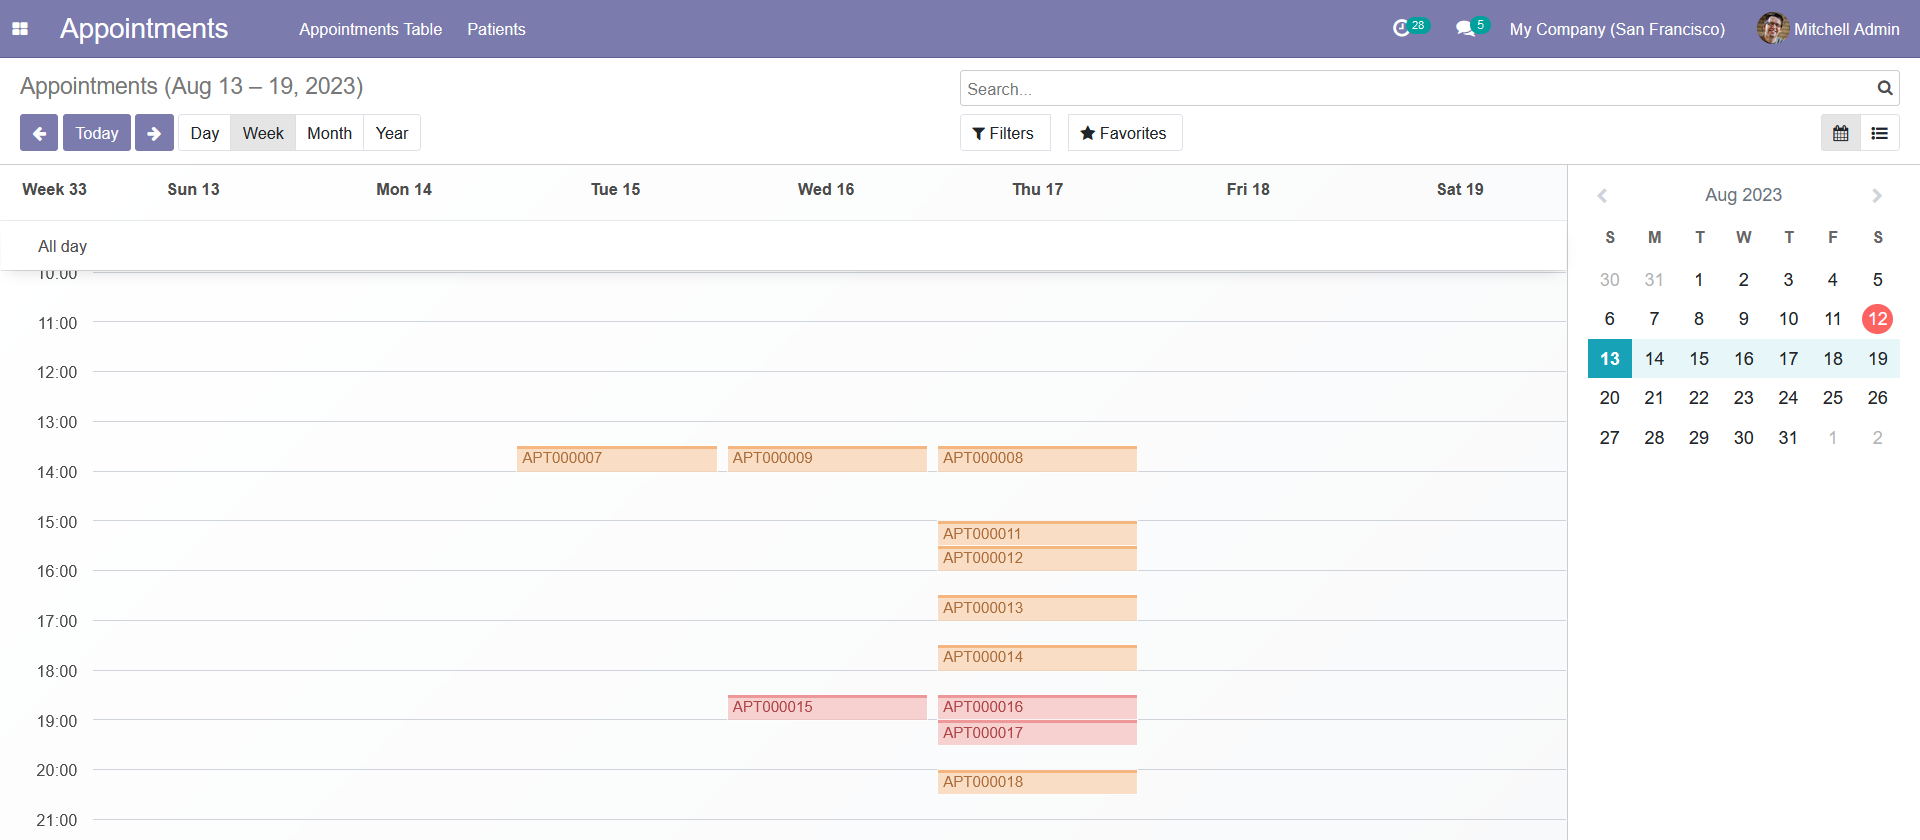 Appointments Appointments Table Patients 28 5 My Company (San Francisco) Mitchell Admin
Appointments (Aug 13 – 19, 2023)
Search...
Today Day Week Month Year
Filters Favorites
Week 33 Sun 13 Mon 14 Tue 15 Wed 16 Thu 17 Fri 18 Sat 19
All day
10:00
11:00
12:00
13:00
APT000007 APT000009 APT000008
14:00
15:00
APT000011
APT000012
16:00
APT000013
17:00
APT000014
18:00
APT000015 APT000016
19:00
APT000017
20:00
APT000018
21:00
Aug 2023
S M T W T F S
30 31 1 2 3 4 5
6 7 8 9 10 11 12
13 14 15 16 17 18 19
20 21 22 23 24 25 26
27 28 29 30 31 1 2